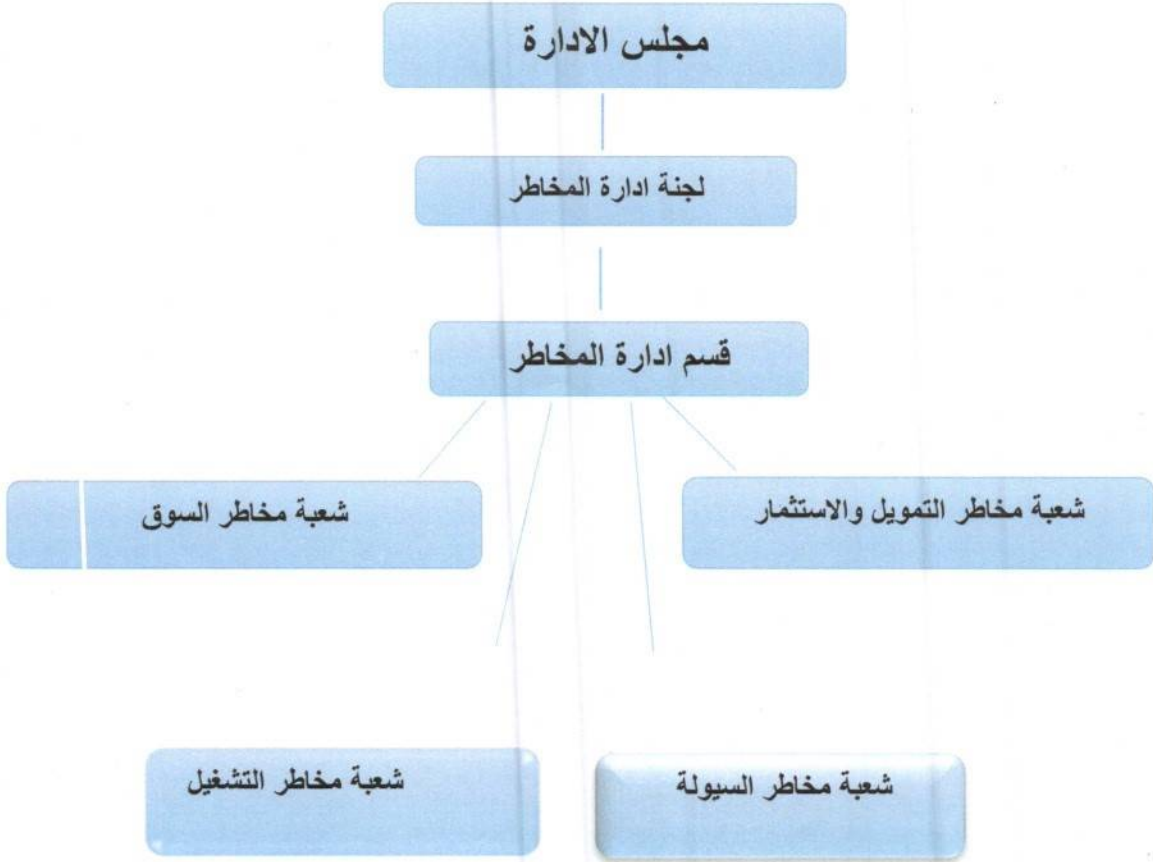 مجلس الادارة
لجنة ادارة المخاطر
قسم ادارة المخاطر
شعبة مخاطر التمويل والاستثمار
شعبة مخاطر السوق
شعبة مخاطر السيولة
شعبة مخاطر التشغيل